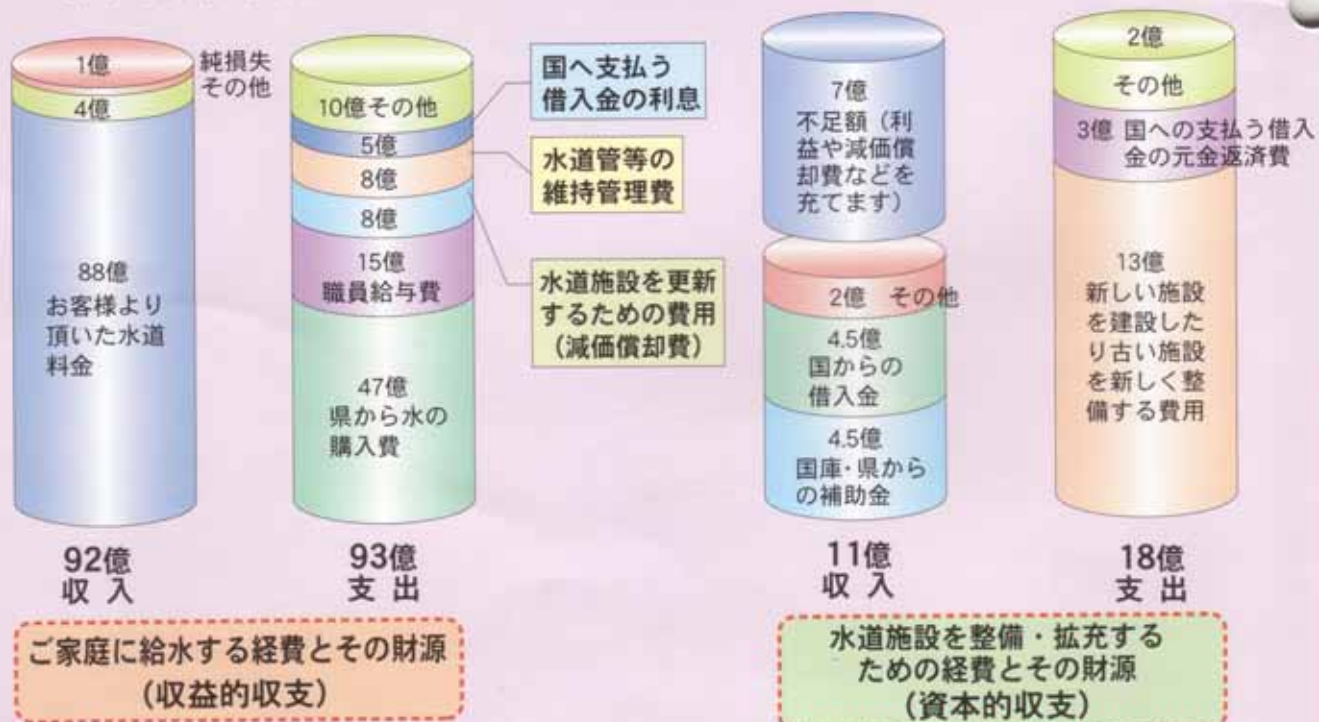 1億
純損失
その他
4億
88億
お客様より
頂いた水道
料金
92億
収入
10億その他
5億
8億
8億
15億
職員給与費
47億
県から水の
購入費
93億
支出
国へ支払う
借入金の利息
水道管等の
維持管理費
水道施設を更新
するための費用
(減価償却費)
ご家庭に給水する経費とその財源
(収益的収支)
7億
不足額(利
益や減価償
却費などを
充てます)
2億 その他
4.5億
国からの
借入金
4.5億
国庫・県から
の補助金
11億
収入
2億
その他
3億 国への支払う借入
金の元金返済費
13億
新しい施設
を建設した
り古い施設
を新しく整
備する費用
18億
支出
水道施設を整備・拡充する
ための経費とその財源
(資本的収支)